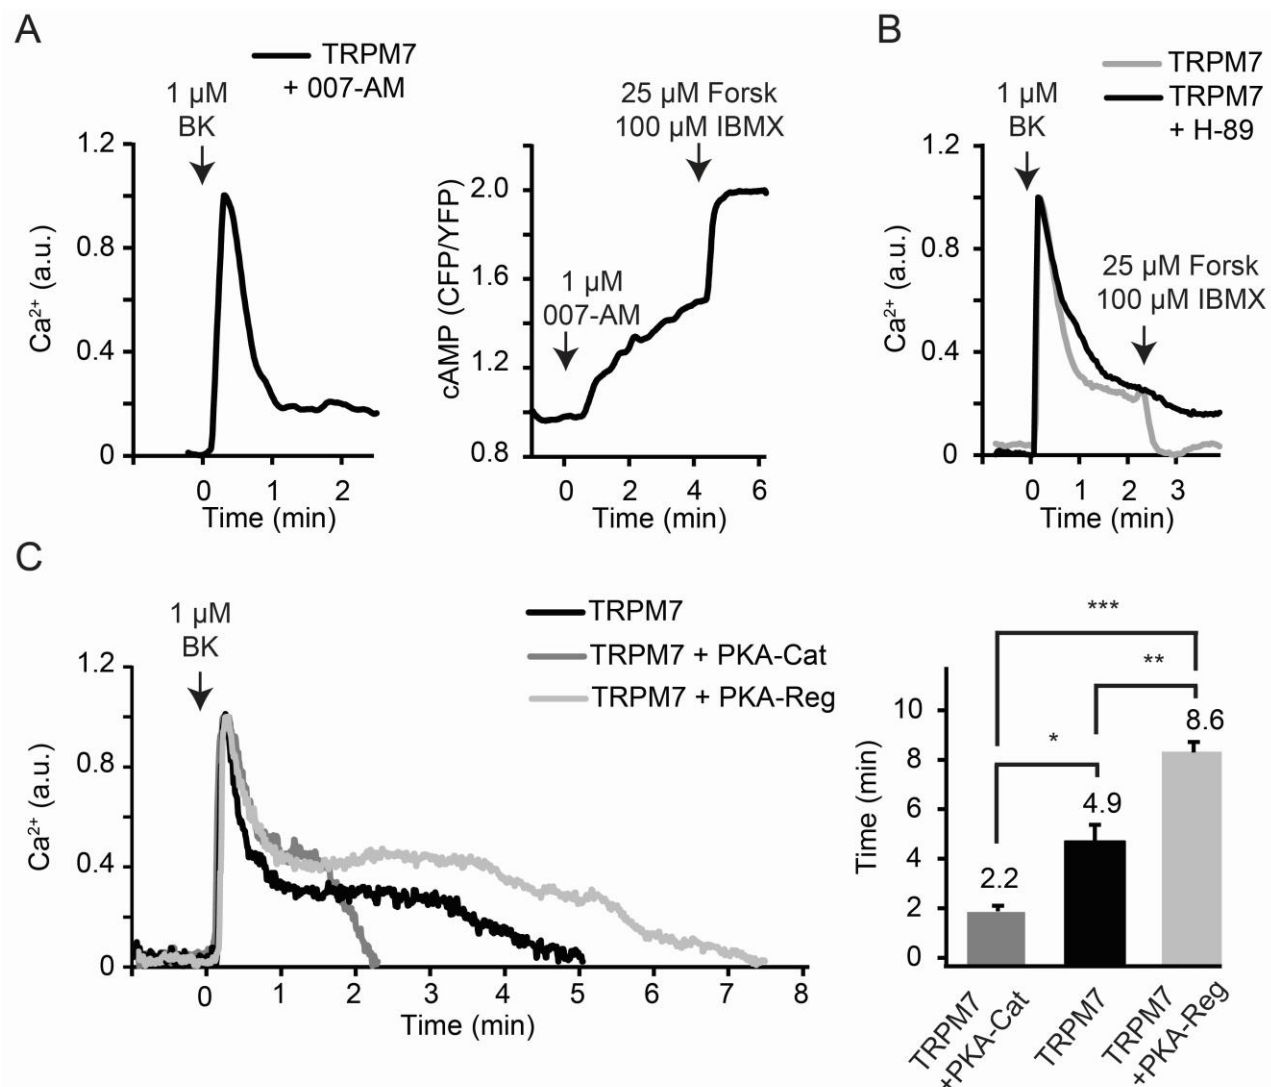 A
TRPM7
+ 007-AM
1 µM
BK
1.2
0.8
0.4
0
Ca²⁺ (a.u.)
0 1 2
Time (min)
25 µM Forsk
100 µM IBMX
1 µM
007-AM
2.0
1.6
1.2
0.8
cAMP (CFP/YFP)
0 2 4 6
Time (min)
B
TRPM7
TRPM7
+ H-89
1 µM
BK
25 µM Forsk
100 µM IBMX
1.2
0.8
0.4
0
Ca²⁺ (a.u.)
0 1 2 3
Time (min)
C
1 µM
BK
TRPM7
TRPM7 + PKA-Cat
TRPM7 + PKA-Reg
1.2
0.8
0.4
0
Ca²⁺ (a.u.)
0 1 2 3 4 5 6 7 8
Time (min)
***
**
*
10
8
6
4
2
0
Time (min)
2.2
4.9
8.6
TRPM7
+PKA-Cat
TRPM7
TRPM7
+PKA-Reg